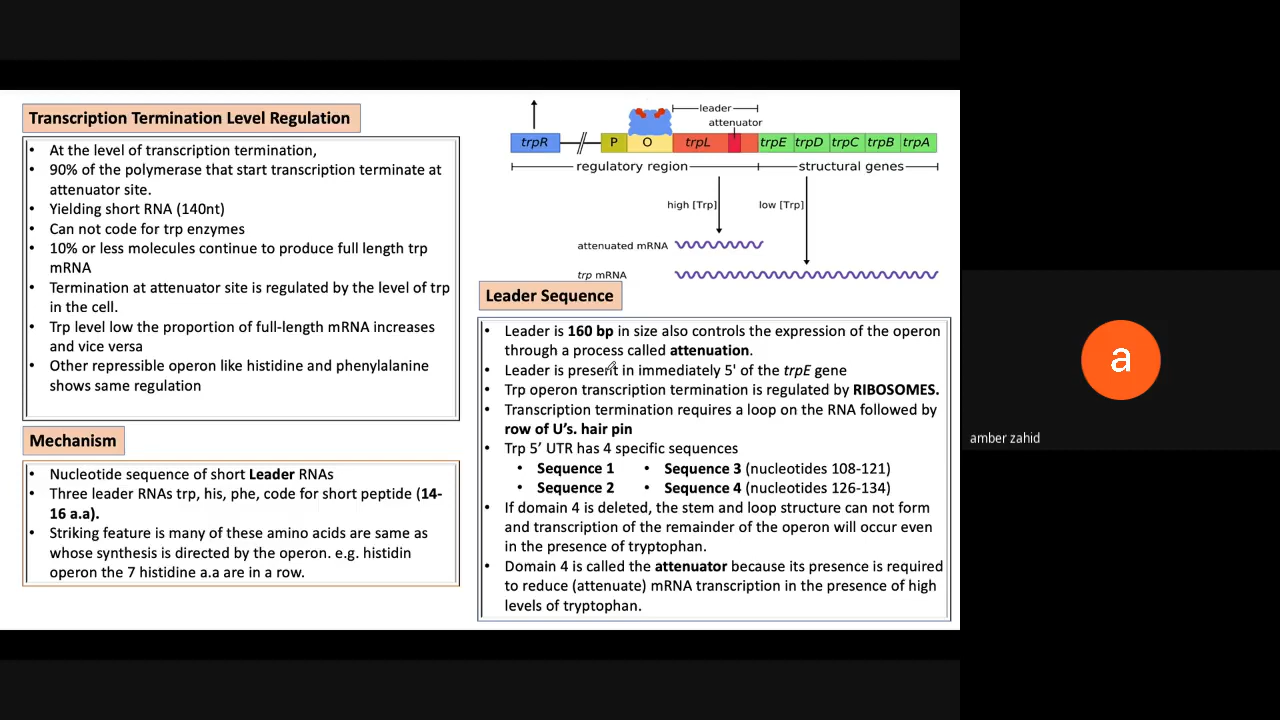 Transcription Termination Level Regulation
• At the level of transcription termination,
• 90% of the polymerase that start transcription terminate at
attenuator site.
• Yielding short RNA (140nt)
• Can not code for trp enzymes
• 10% or less molecules continue to produce full length trp
mRNA
• Termination at attenuator site is regulated by the level of trp
in the cell.
• Trp level low the proportion of full-length mRNA increases
and vice versa
• Other repressible operon like histidine and phenylalanine
shows same regulation
Mechanism
• Nucleotide sequence of short Leader RNAs
• Three leader RNAs trp, his, phe, code for short peptide (14-
16 a.a).
• Striking feature is many of these amino acids are same as
whose synthesis is directed by the operon. e.g. histidin
operon the 7 histidine a.a are in a row.
leader
attenuator
trpR P O trpL trpE trpD trpC trpB trpA
regulatory region structural genes
high [Trp] low [Trp]
attenuated mRNA
trp mRNA
Leader Sequence
• Leader is 160 bp in size also controls the expression of the operon
through a process called attenuation.
• Leader is present in immediately 5' of the trpE gene
• Trp operon transcription termination is regulated by RIBOSOMES.
• Transcription termination requires a loop on the RNA followed by
row of U’s. hair pin
• Trp 5’ UTR has 4 specific sequences
• Sequence 1 • Sequence 3 (nucleotides 108-121)
• Sequence 2 • Sequence 4 (nucleotides 126-134)
• If domain 4 is deleted, the stem and loop structure can not form
and transcription of the remainder of the operon will occur even
in the presence of tryptophan.
• Domain 4 is called the attenuator because its presence is required
to reduce (attenuate) mRNA transcription in the presence of high
levels of tryptophan.
a
amber zahid